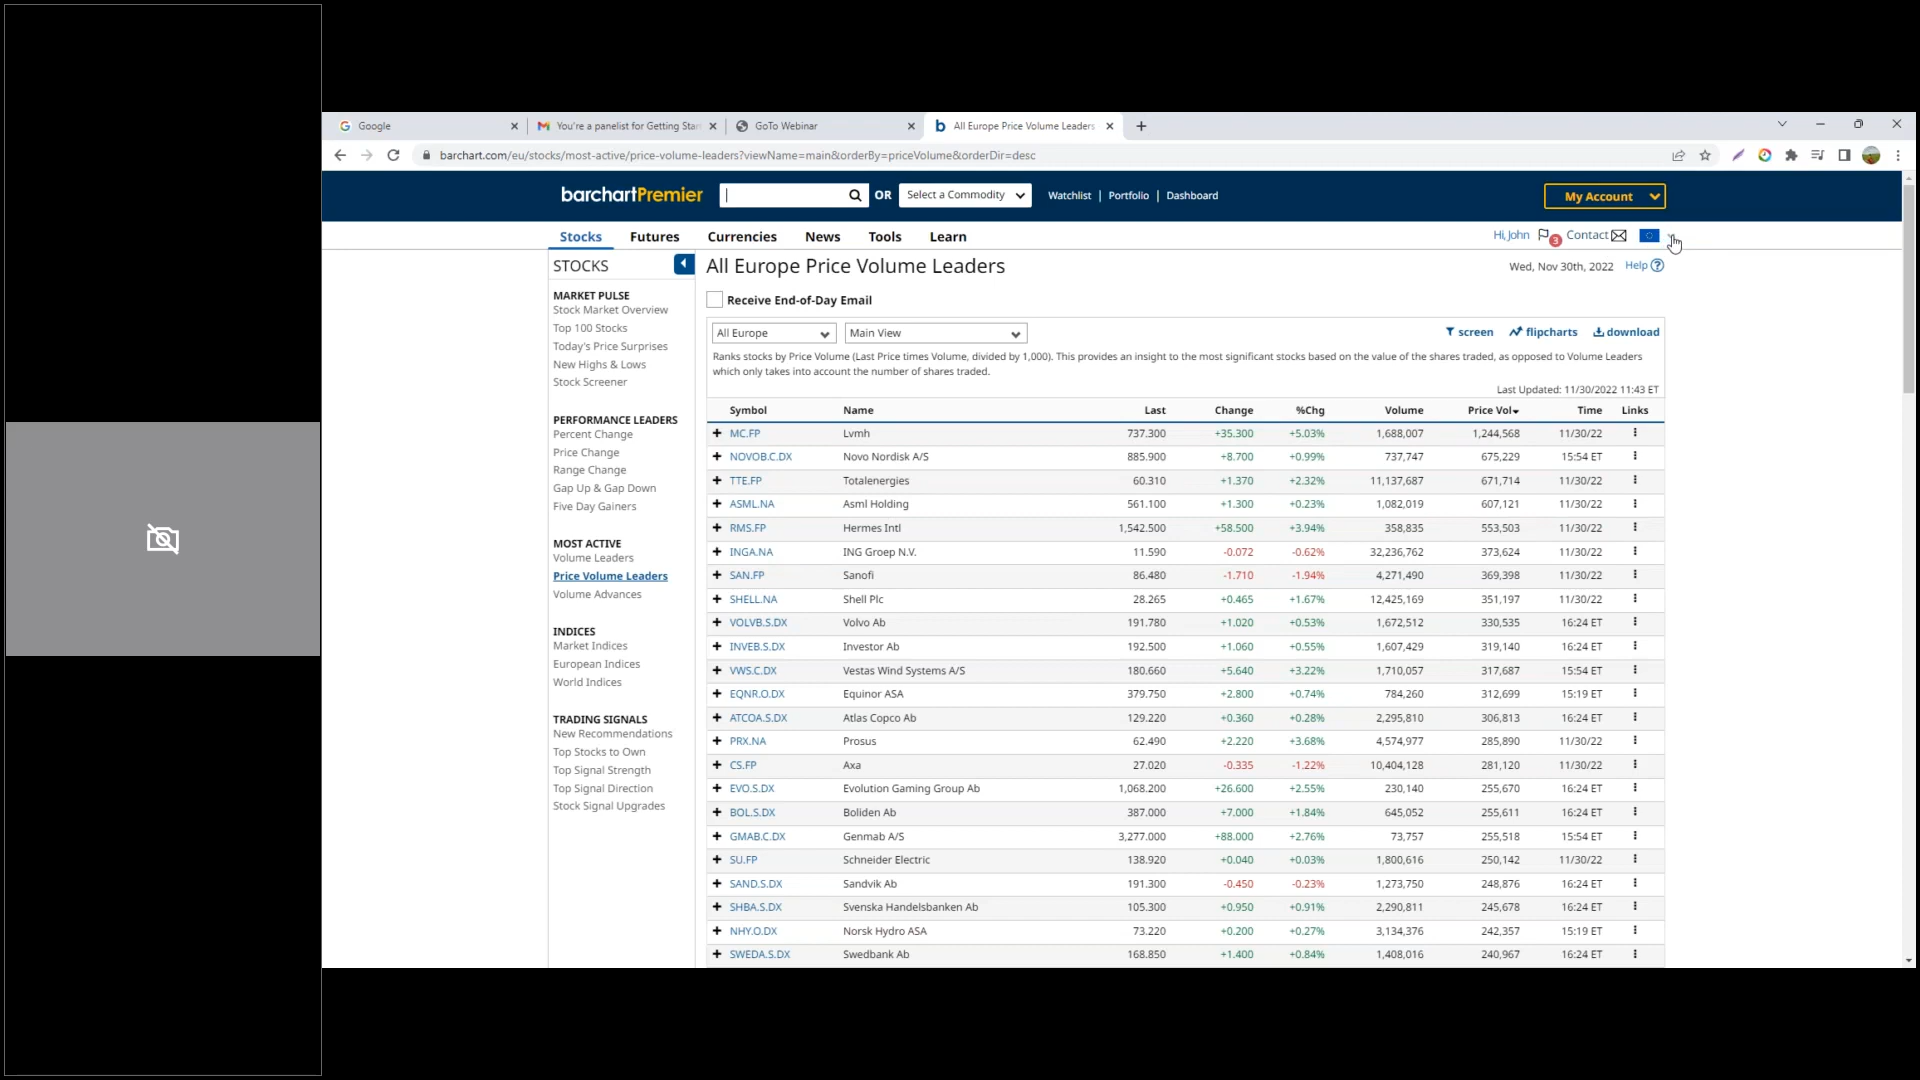 Google
You're a panelist for Getting Star
GoTo Webinar
All Europe Price Volume Leaders
barchart.com/eu/stocks/most-active/price-volume-leaders?viewName=main&orderBy=priceVolume&orderDir=desc
barchartPremier OR Select a Commodity Watchlist | Portfolio | Dashboard My Account
Stocks Futures Currencies News Tools Learn Hi, John 3 Contact
STOCKS
MARKET PULSE
Stock Market Overview
Top 100 Stocks
Today's Price Surprises
New Highs & Lows
Stock Screener
PERFORMANCE LEADERS
Percent Change
Price Change
Range Change
Gap Up & Gap Down
Five Day Gainers
MOST ACTIVE
Volume Leaders
Price Volume Leaders
Volume Advances
INDICES
Market Indices
European Indices
World Indices
TRADING SIGNALS
New Recommendations
Top Stocks to Own
Top Signal Strength
Top Signal Direction
Stock Signal Upgrades
All Europe Price Volume Leaders Wed, Nov 30th, 2022 Help ?
Receive End-of-Day Email
All Europe Main View screen flipcharts download
Ranks stocks by Price Volume (Last Price times Volume, divided by 1,000). This provides an insight to the most significant stocks based on the value of the shares traded, as opposed to Volume Leaders
which only takes into account the number of shares traded.
Last Updated: 11/30/2022 11:43 ET
Symbol Name Last Change %Chg Volume Price Vol Time Links
+ MC.FP Lvmh 737.300 +35.300 +5.03% 1,688,007 1,244,568 11/30/22
+ NOVOB.C.DX Novo Nordisk A/S 885.900 +8.700 +0.99% 737,747 675,229 15:54 ET
+ TTE.FP Totalenergies 60.310 +1.370 +2.32% 11,137,687 671,714 11/30/22
+ ASML.NA Asml Holding 561.100 +1.300 +0.23% 1,082,019 607,121 11/30/22
+ RMS.FP Hermes Intl 1,542.500 +58.500 +3.94% 358,835 553,503 11/30/22
+ INGA.NA ING Groep N.V. 11.590 -0.072 -0.62% 32,236,762 373,624 11/30/22
+ SAN.FP Sanofi 86.480 -1.710 -1.94% 4,271,490 369,398 11/30/22
+ SHELL.NA Shell Plc 28.265 +0.465 +1.67% 12,425,169 351,197 11/30/22
+ VOLVB.S.DX Volvo Ab 191.780 +1.020 +0.53% 1,672,512 330,535 16:24 ET
+ INVEB.S.DX Investor Ab 192.500 +1.060 +0.55% 1,607,429 319,140 16:24 ET
+ VWS.C.DX Vestas Wind Systems A/S 180.660 +5.640 +3.22% 1,710,057 317,687 15:54 ET
+ EQNR.O.DX Equinor ASA 379.750 +2.800 +0.74% 784,260 312,699 15:19 ET
+ ATCOA.S.DX Atlas Copco Ab 129.220 +0.360 +0.28% 2,295,810 306,813 16:24 ET
+ PRX.NA Prosus 62.490 +2.220 +3.68% 4,574,977 285,890 11/30/22
+ CS.FP Axa 27.020 -0.335 -1.22% 10,404,128 281,120 11/30/22
+ EVO.S.DX Evolution Gaming Group Ab 1,068.200 +26.600 +2.55% 230,140 255,670 16:24 ET
+ BOL.S.DX Boliden Ab 387.000 +7.000 +1.84% 645,052 255,611 16:24 ET
+ GMAB.C.DX Genmab A/S 3,277.000 +88.000 +2.76% 73,757 255,518 15:54 ET
+ SU.FP Schneider Electric 138.920 +0.040 +0.03% 1,800,616 250,142 11/30/22
+ SAND.S.DX Sandvik Ab 191.300 -0.450 -0.23% 1,273,750 248,876 16:24 ET
+ SHBA.S.DX Svenska Handelsbanken Ab 105.300 +0.950 +0.91% 2,290,811 245,678 16:24 ET
+ NHY.O.DX Norsk Hydro ASA 73.220 +0.200 +0.27% 3,134,376 242,357 15:19 ET
+ SWEDA.S.DX Swedbank Ab 168.850 +1.400 +0.84% 1,408,016 240,967 16:24 ET